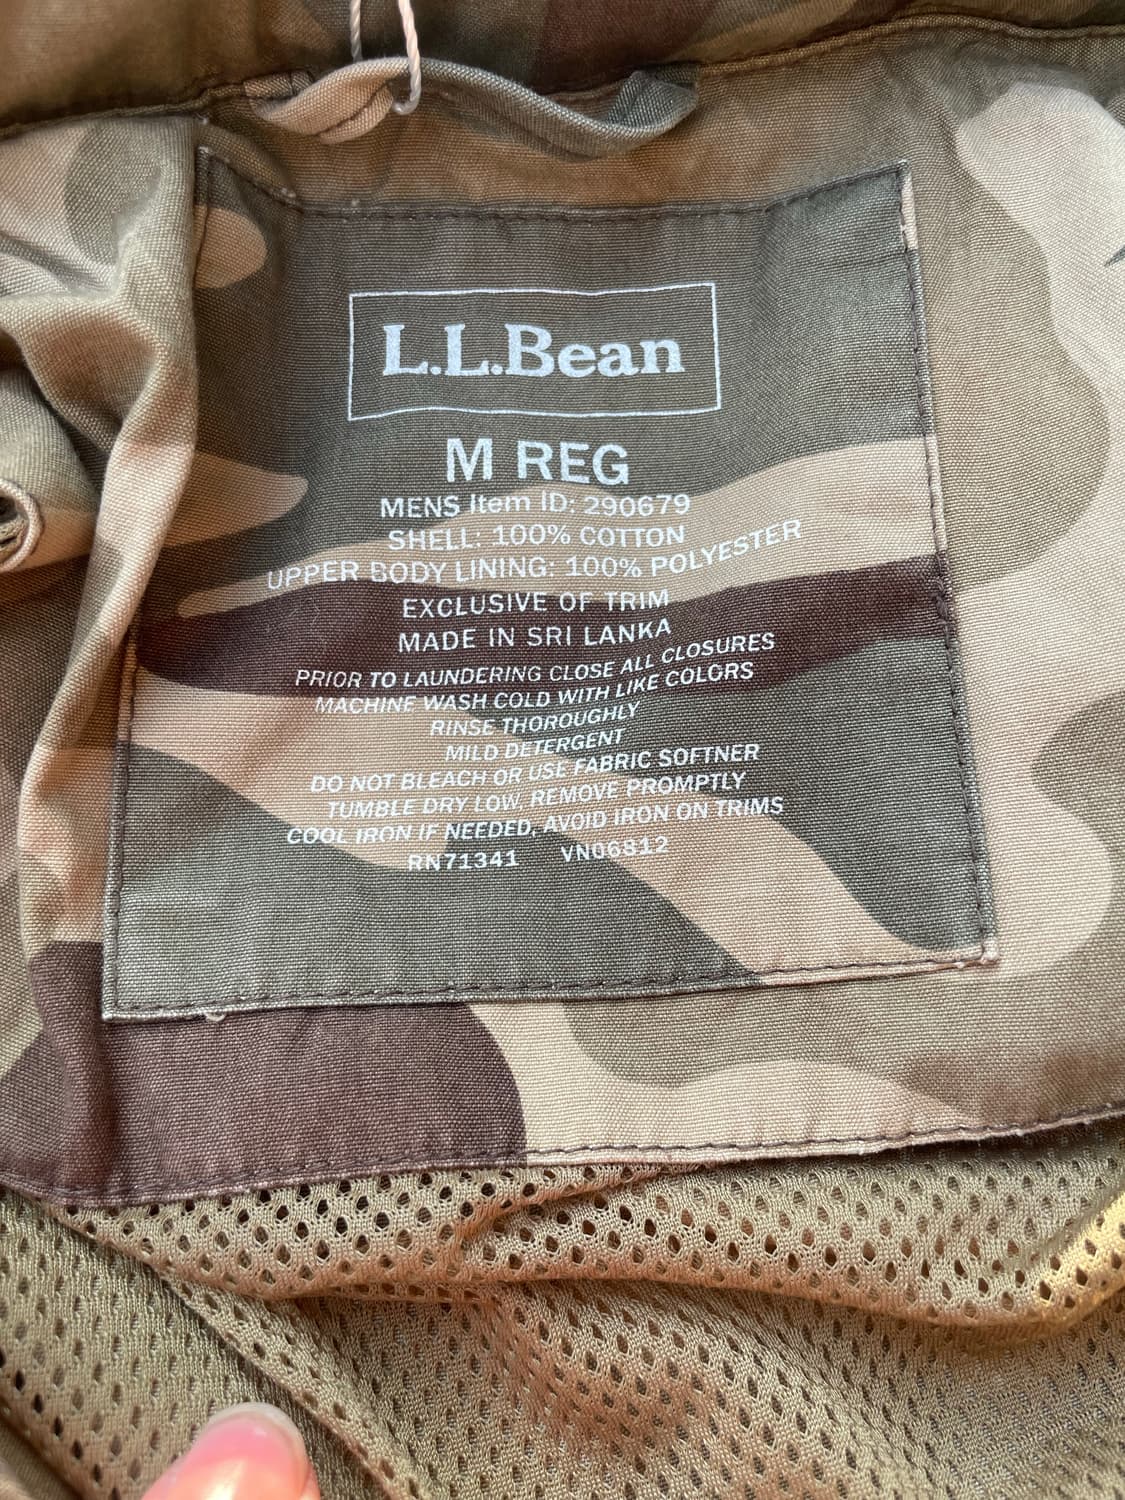 L.L.Bean
M REG
MENS Item ID: 290679
SHELL: 100% COTTON
UPPER BODY LINING: 100% POLYESTER
EXCLUSIVE OF TRIM
MADE IN SRI LANKA
PRIOR TO LAUNDERING CLOSE ALL CLOSURES
MACHINE WASH COLD WITH LIKE COLORS
RINSE THOROUGHLY
MILD DETERGENT
DO NOT BLEACH OR USE FABRIC SOFTNER
TUMBLE DRY LOW, REMOVE PROMPTLY
COOL IRON IF NEEDED, AVOID IRON ON TRIMS
RN71341 VN06812